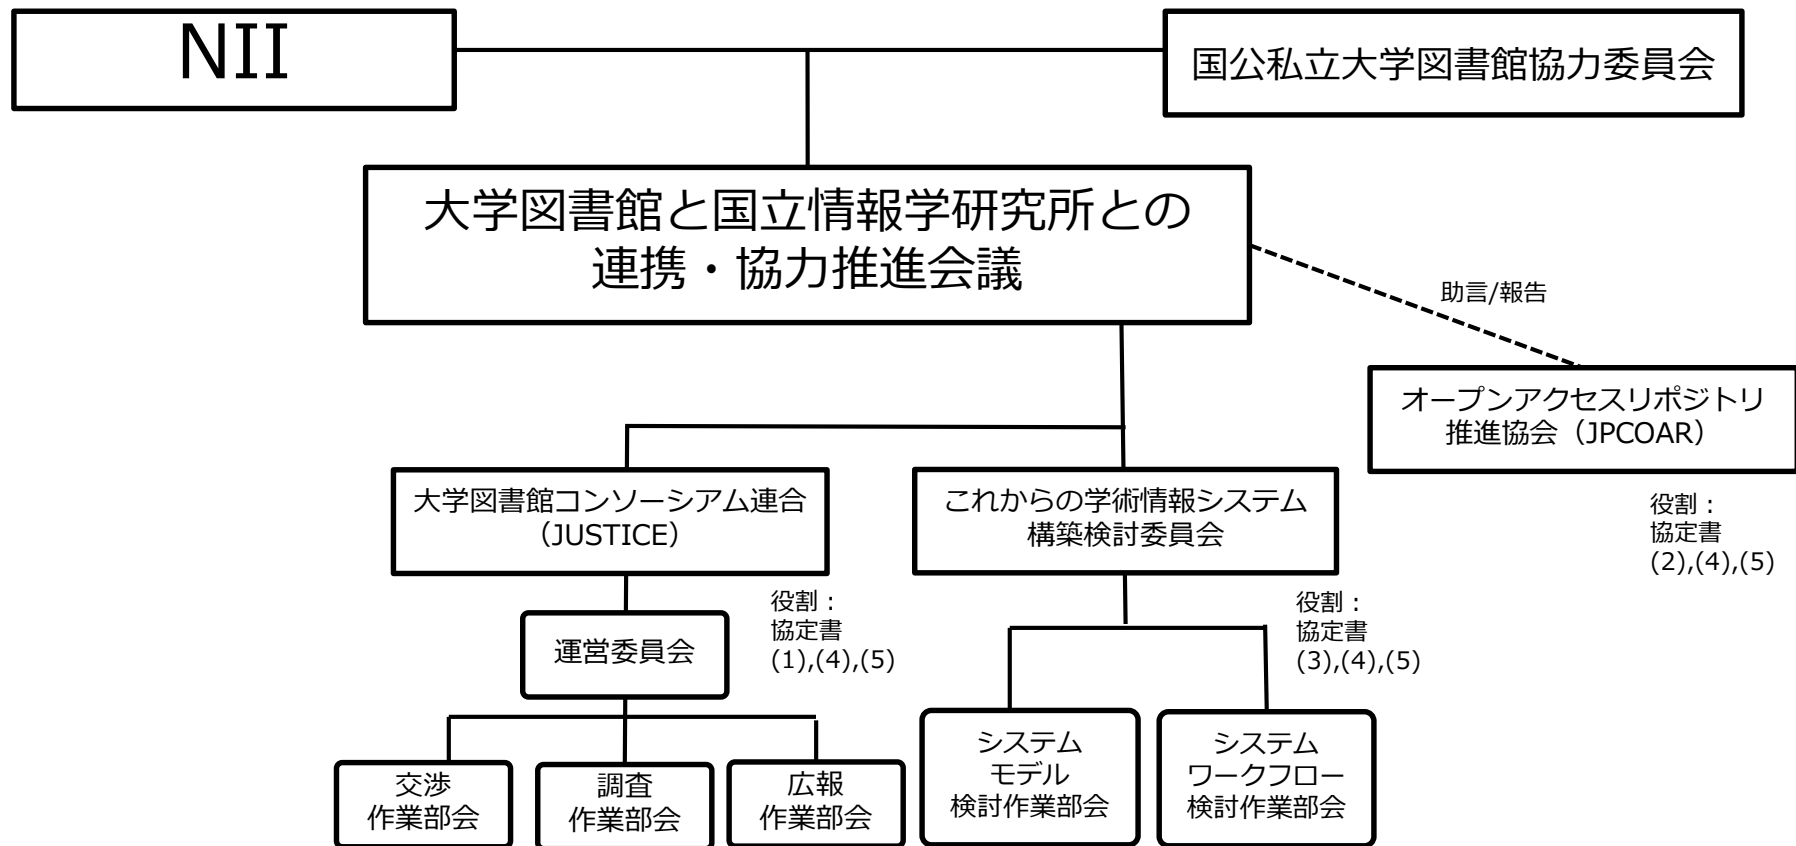 NII
国公私立大学図書館協力委員会
大学図書館と国立情報学研究所との
連携・協力推進会議
助言/報告
オープンアクセスリポジトリ
推進協会（JPCOAR）
役割：
協定書
(2),(4),(5)
大学図書館コンソーシアム連合
（JUSTICE）
役割：
協定書
(1),(4),(5)
これからの学術情報システム
構築検討委員会
役割：
協定書
(3),(4),(5)
運営委員会
交渉
作業部会
調査
作業部会
広報
作業部会
システム
モデル
検討作業部会
システム
ワークフロー
検討作業部会